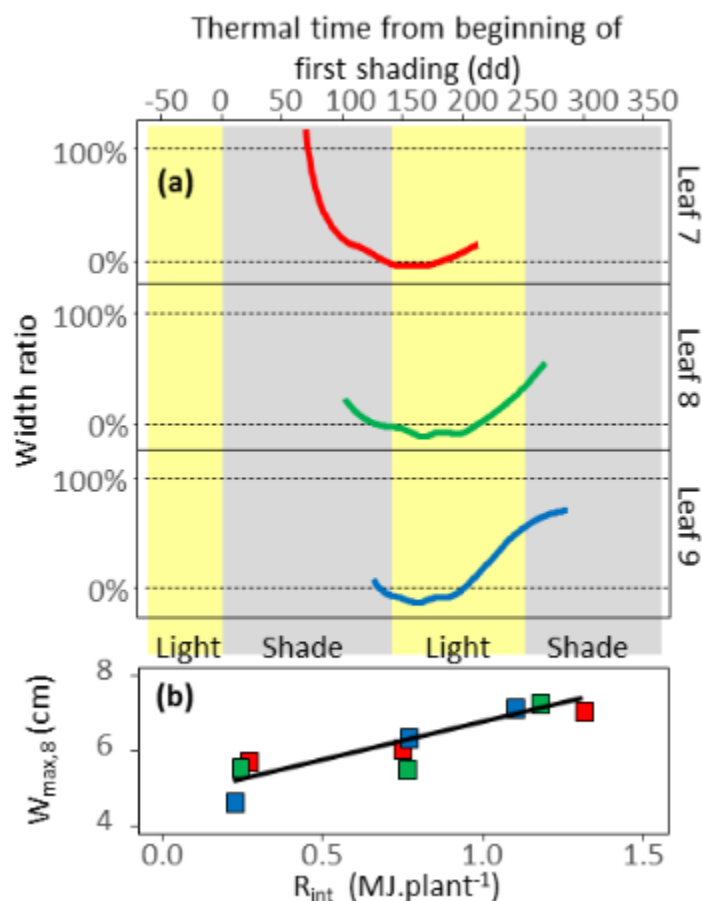 Thermal time from beginning of
first shading (dd)
-50 0 50 100 150 200 250 300 350
100%
(a)
0%
Leaf 7
100%
0%
Leaf 8
100%
0%
Leaf 9
Width ratio
Light Shade Light Shade
8
(b)
6
4
Wmax,8 (cm)
0.0 0.5 1.0 1.5
Rint (MJ.plant-1)